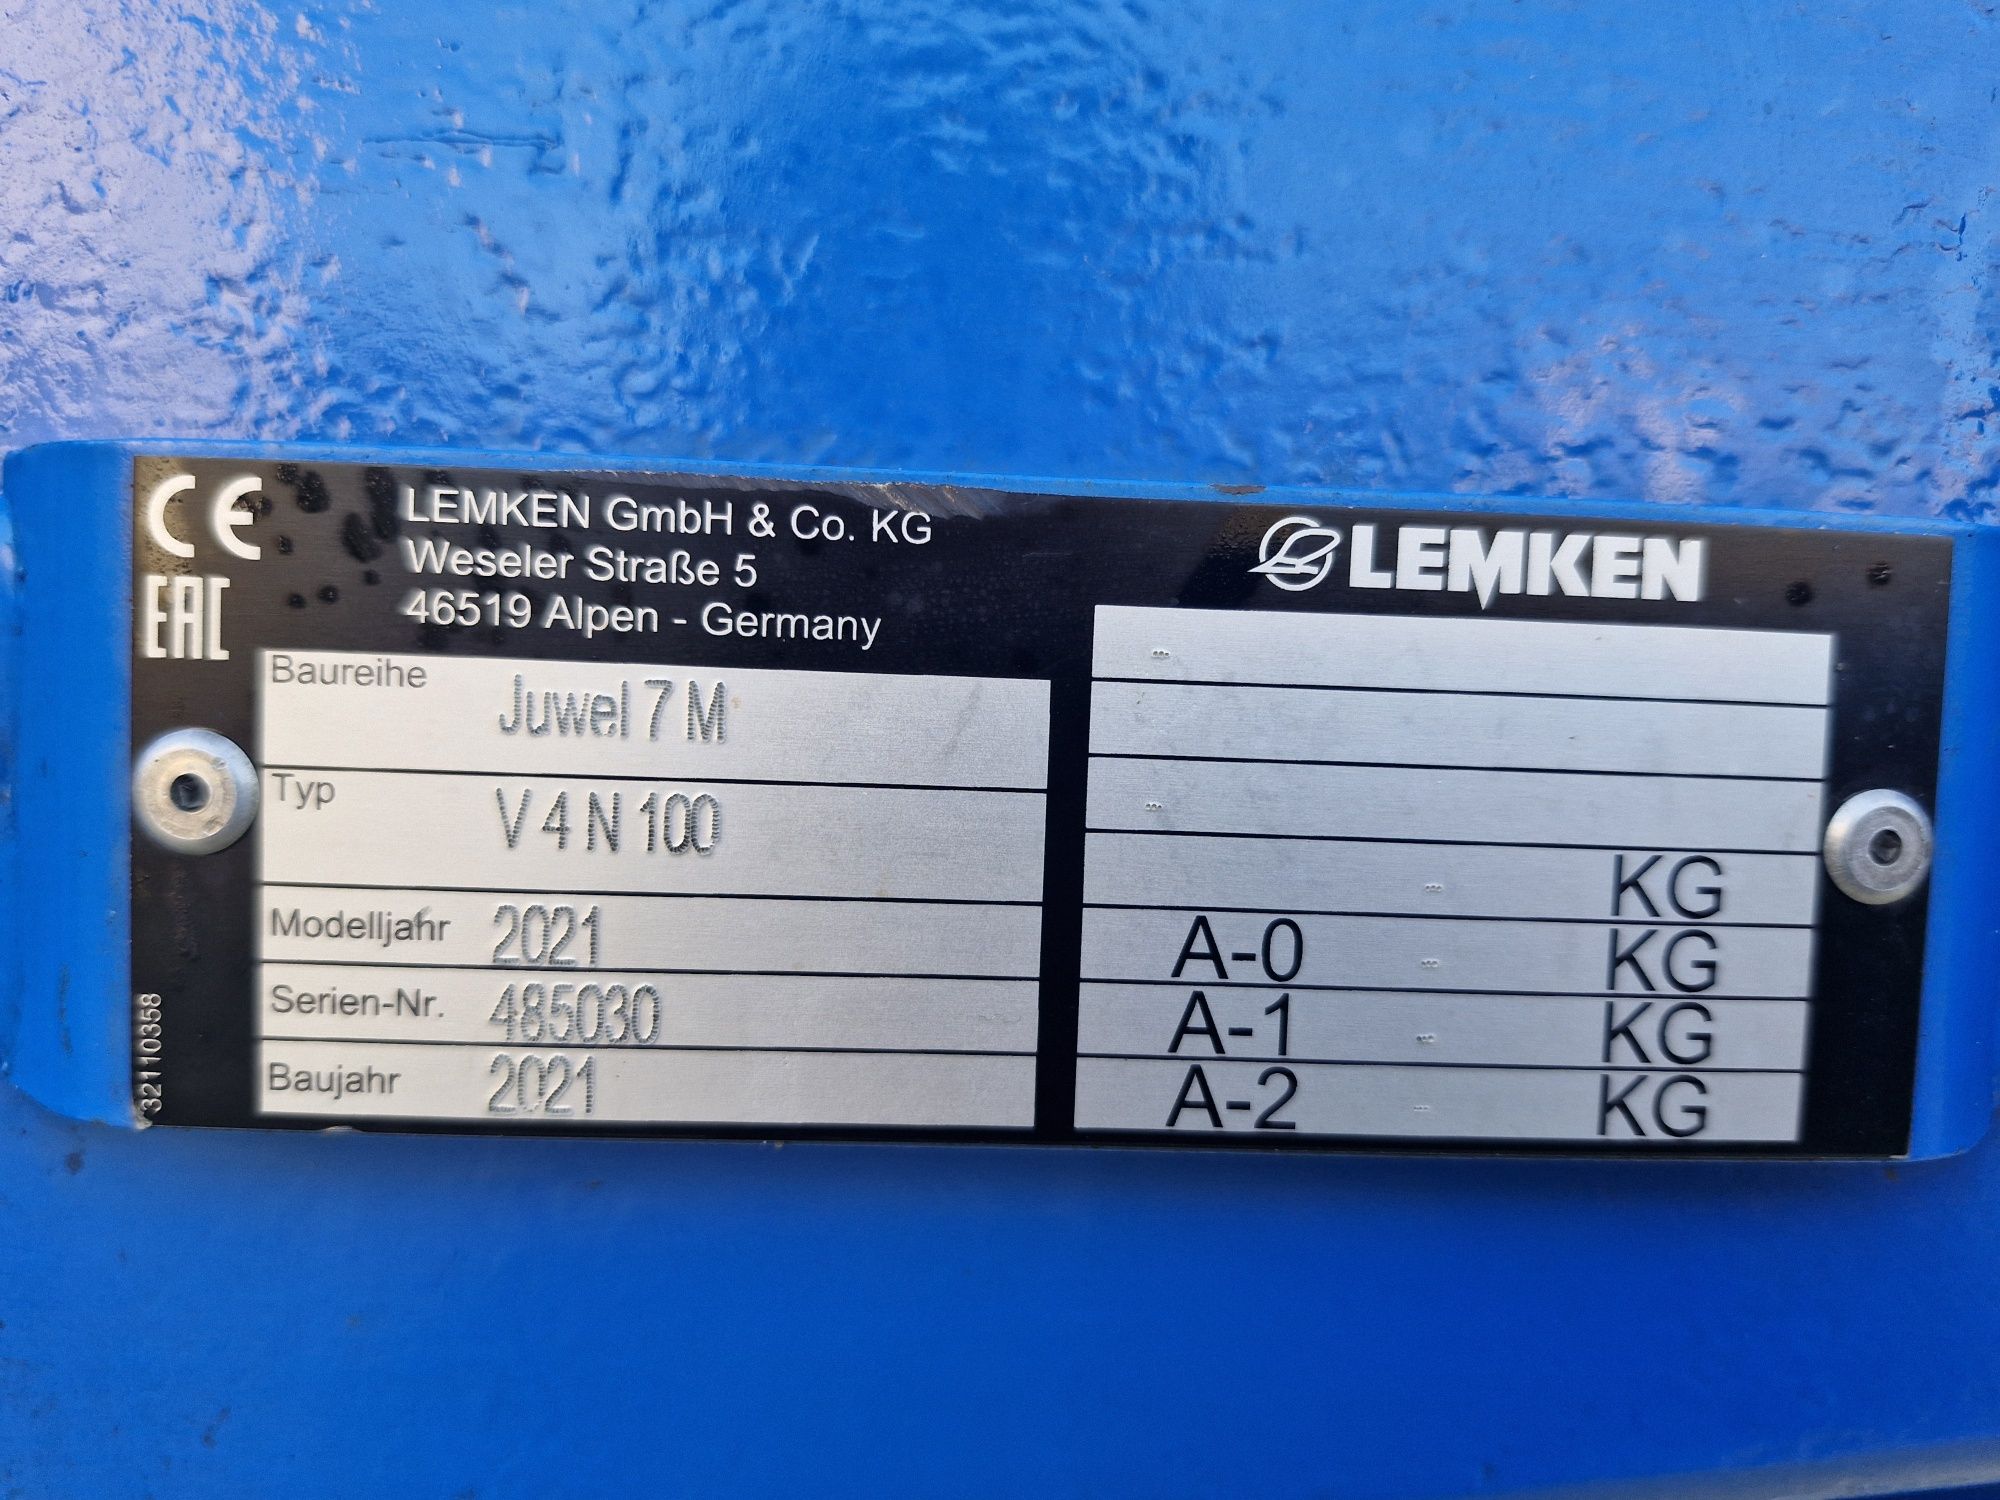 CE
EAC
LEMKEN GmbH & Co. KG
Weseler Straße 5
46519 Alpen - Germany
LEMKEN
Baureihe Juwel 7 M
Typ V 4 N 100
Modelljahr 2021
Serien-Nr. 485030
Baujahr 2021
32110358
-
-
- KG
A-0 - KG
A-1 - KG
A-2 - KG